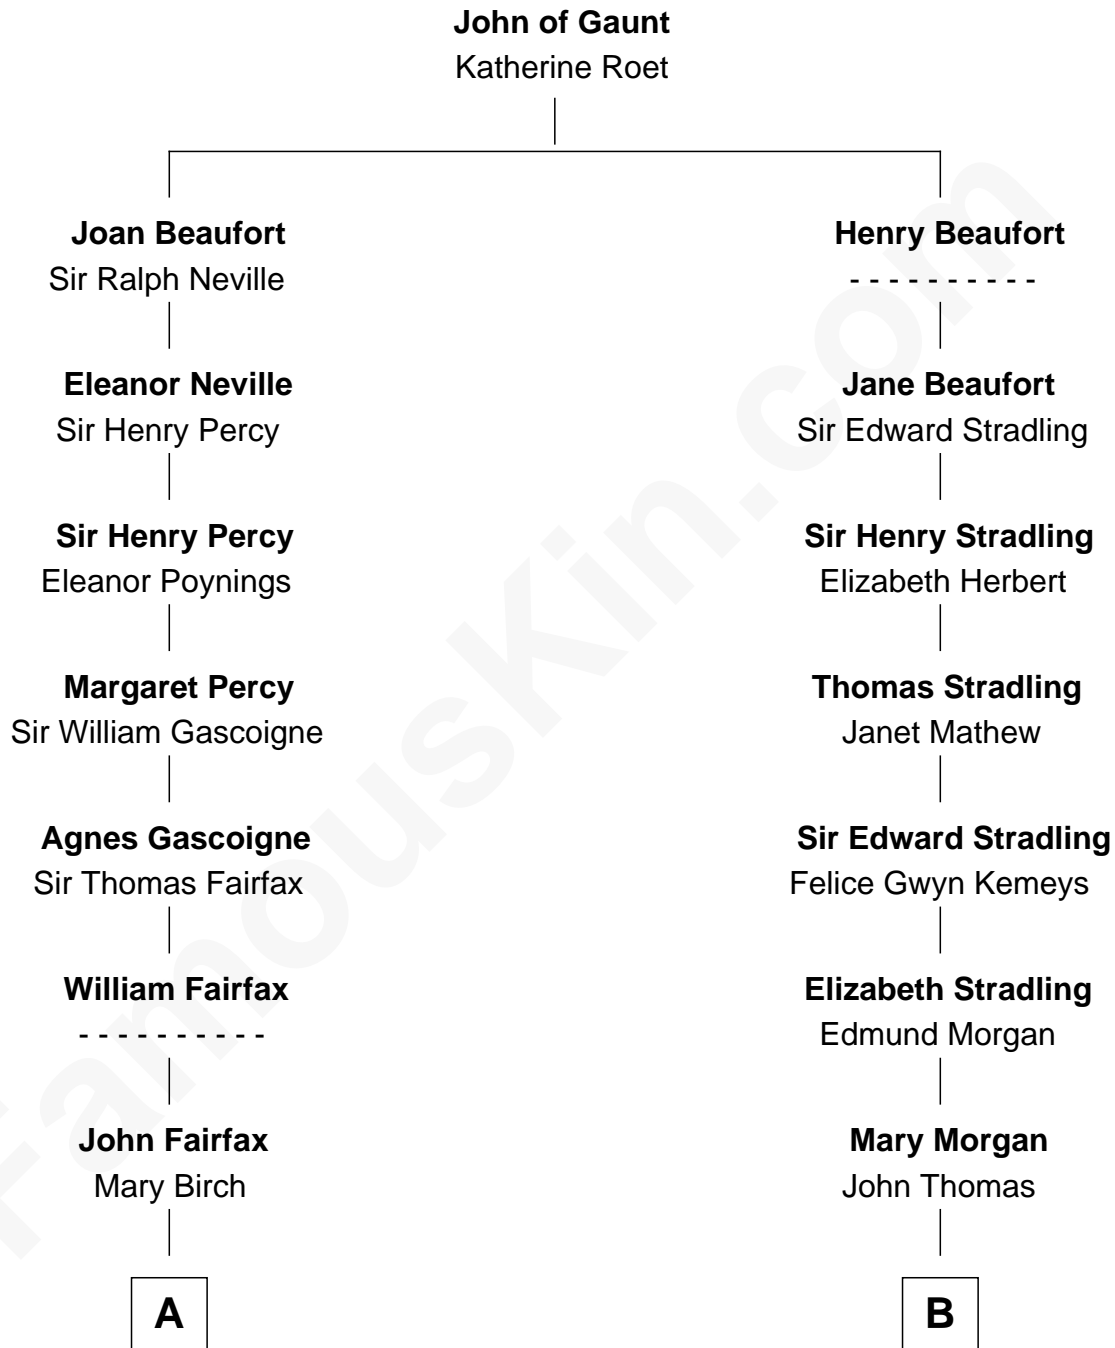 John of Gaunt
Katherine Roet
Joan Beaufort
Sir Ralph Neville
Henry Beaufort
- - - - - - - - - -
Eleanor Neville
Sir Henry Percy
Jane Beaufort
Sir Edward Stradling
Sir Henry Percy
Eleanor Poynings
Sir Henry Stradling
Elizabeth Herbert
Margaret Percy
Sir William Gascoigne
Thomas Stradling
Janet Mathew
Agnes Gascoigne
Sir Thomas Fairfax
Sir Edward Stradling
Felice Gwyn Kemeys
William Fairfax
- - - - - - - - - -
Elizabeth Stradling
Edmund Morgan
John Fairfax
Mary Birch
Mary Morgan
John Thomas
A
B
FamousKin.com